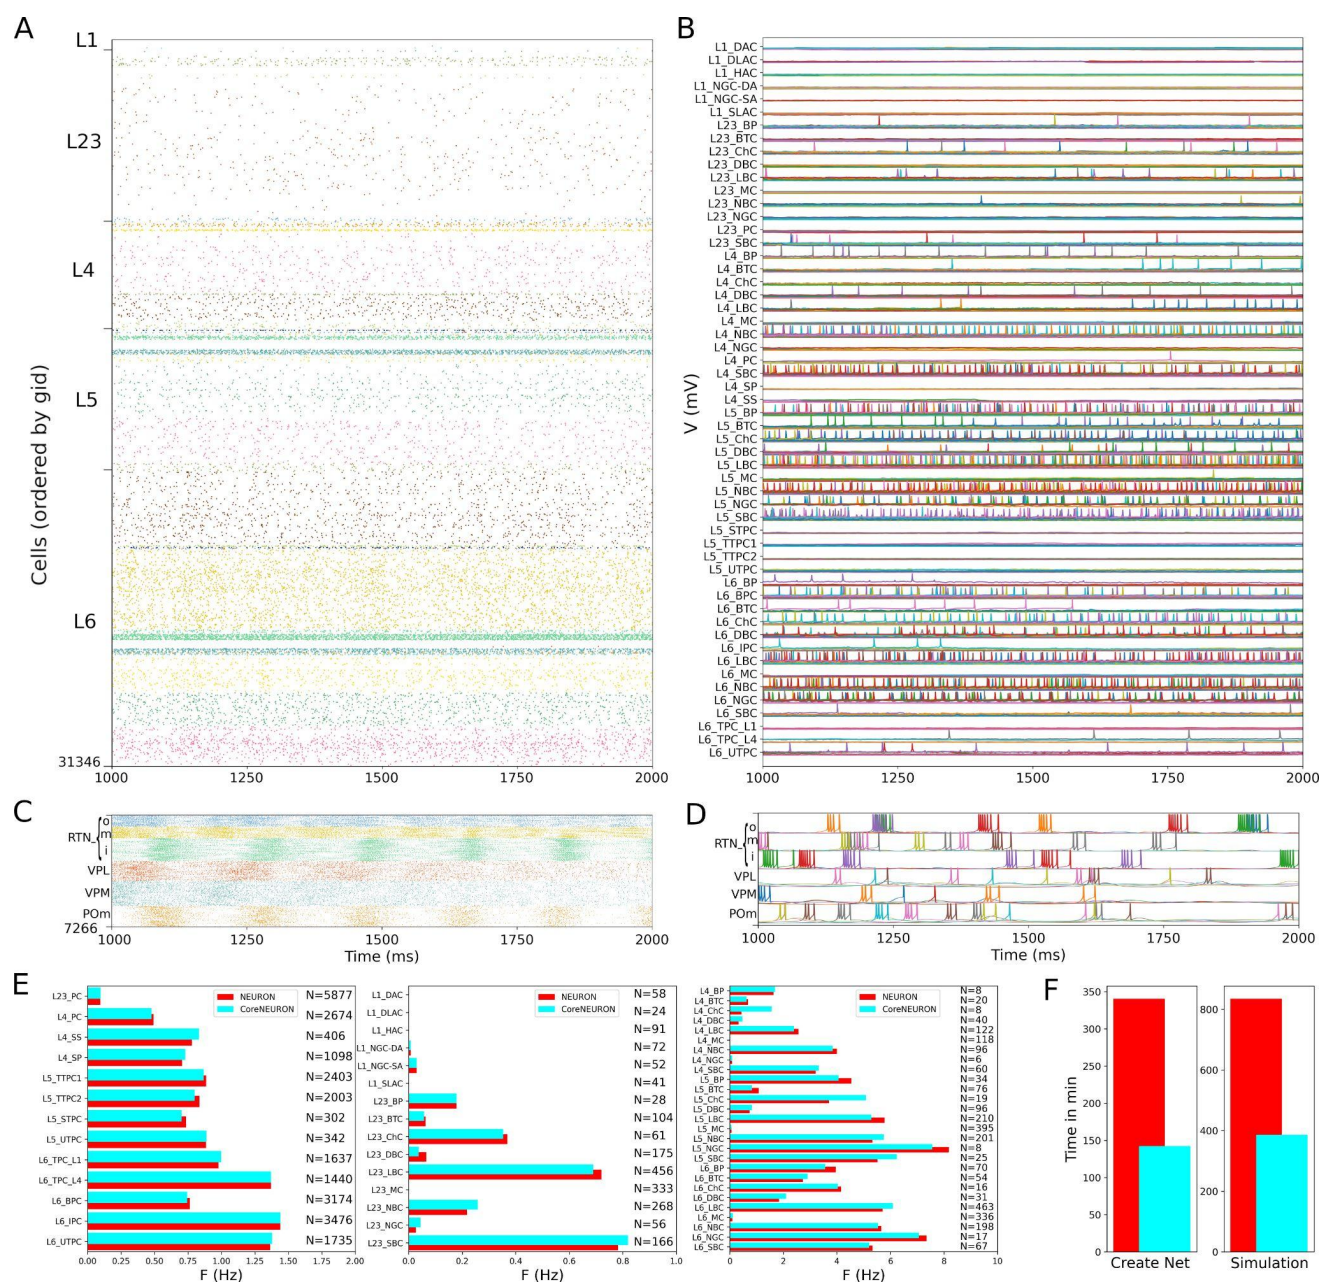 A
L1
L23
L4
L5
L6
Cells (ordered by gid)
31346
1000 1250 1500 1750 2000
B
L1_DAC
L1_DLAC
L1_HAC
L1_NGC-DA
L1_NGC-SA
L1_SLAC
L23_BP
L23_BTC
L23_ChC
L23_DBC
L23_LBC
L23_MC
L23_NBC
L23_NGC
L23_PC
L23_SBC
L4_BP
L4_BTC
L4_ChC
L4_DBC
L4_LBC
L4_MC
L4_NBC
L4_NGC
L4_PC
L4_SBC
L4_SP
L4_SS
L5_BP
L5_BTC
L5_ChC
L5_DBC
L5_LBC
L5_MC
L5_NBC
L5_NGC
L5_SBC
L5_STPC
L5_TTPC1
L5_TTPC2
L5_UTPC
L6_BP
L6_BPC
L6_BTC
L6_ChC
L6_DBC
L6_IPC
L6_LBC
L6_MC
L6_NBC
L6_NGC
L6_SBC
L6_TPC_L1
L6_TPC_L4
L6_UTPC
V (mV)
1000 1250 1500 1750 2000
C
o
RTN_ m
i
VPL
VPM
POm
7266
1000 1250 1500 1750 2000
Time (ms)
D
o
RTN_ m
i
VPL
VPM
POm
1000 1250 1500 1750 2000
Time (ms)
E
NEURON
CoreNEURON
L23_PC N=5877
L4_PC N=2674
L4_SS N=406
L4_SP N=1098
L5_TTPC1 N=2403
L5_TTPC2 N=2003
L5_STPC N=302
L5_UTPC N=342
L6_TPC_L1 N=1637
L6_TPC_L4 N=1440
L6_BPC N=3174
L6_IPC N=3476
L6_UTPC N=1735
0.00 0.25 0.50 0.75 1.00 1.25 1.50 1.75 2.00
F (Hz)
NEURON
CoreNEURON
L1_DAC N=58
L1_DLAC N=24
L1_HAC N=91
L1_NGC-DA N=72
L1_NGC-SA N=52
L1_SLAC N=41
L23_BP N=28
L23_BTC N=104
L23_ChC N=61
L23_DBC N=175
L23_LBC N=456
L23_MC N=333
L23_NBC N=268
L23_NGC N=56
L23_SBC N=166
0.0 0.2 0.4 0.6 0.8 1.0
F (Hz)
NEURON
CoreNEURON
L4_BP N=8
L4_BTC N=20
L4_ChC N=8
L4_DBC N=40
L4_LBC N=122
L4_MC N=118
L4_NBC N=96
L4_NGC N=6
L4_SBC N=60
L5_BP N=34
L5_BTC N=76
L5_ChC N=19
L5_DBC N=96
L5_LBC N=210
L5_MC N=395
L5_NBC N=201
L5_NGC N=8
L5_SBC N=25
L6_BP N=70
L6_BTC N=54
L6_ChC N=16
L6_DBC N=31
L6_LBC N=463
L6_MC N=336
L6_NBC N=198
L6_NGC N=17
L6_SBC N=67
0 2 4 6 8 10
F (Hz)
F
Time in min
350
300
250
200
150
100
50
0
Create Net
800
600
400
200
0
Simulation